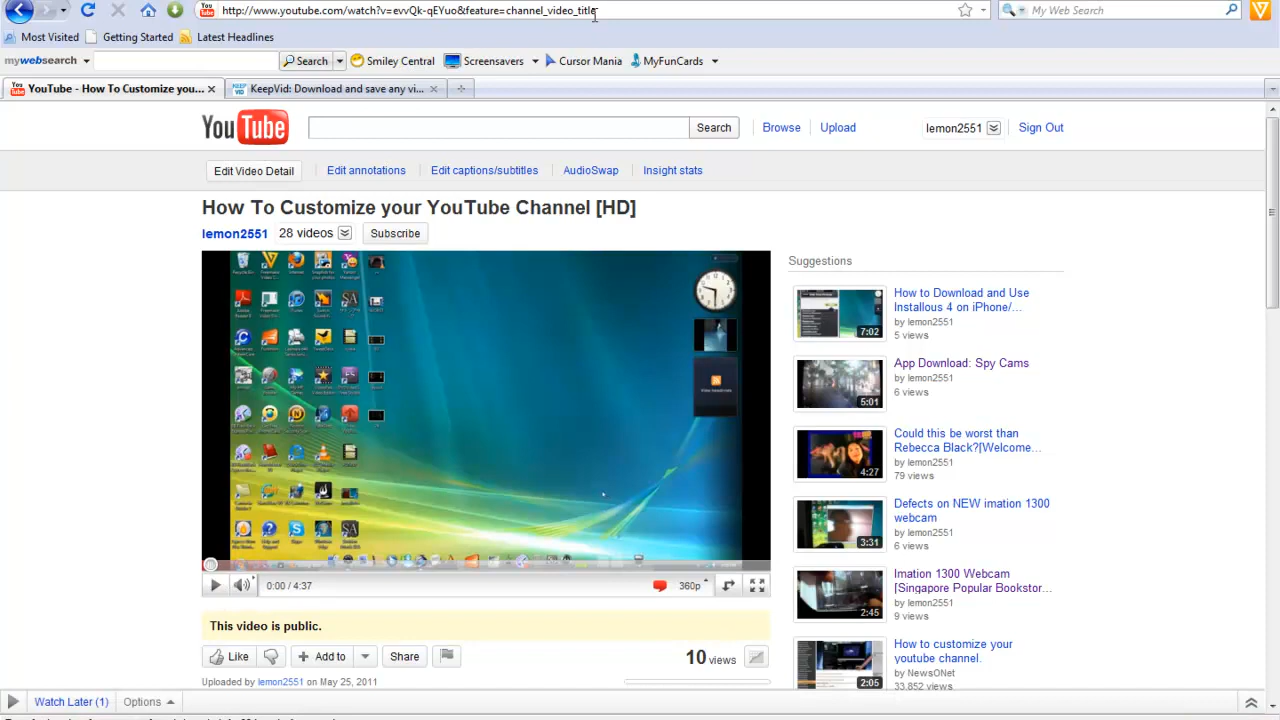 http://www.youtube.com/watch?v=evvQk-qEYuo&feature=channel_video_title
My Web Search
Most Visited Getting Started Latest Headlines
mywebsearch Search Smiley Central Screensavers Cursor Mania MyFunCards
YouTube - How To Customize you... KeepVid: Download and save any vi...
YouTube Search Browse Upload lemon2551 Sign Out
Edit Video Detail Edit annotations Edit captions/subtitles AudioSwap Insight stats
How To Customize your YouTube Channel [HD]
lemon2551 28 videos Subscribe
0:00 / 4:37 360p
This video is public.
Like Add to Share 10 views
Uploaded by lemon2551 on May 25, 2011
Suggestions
How to Download and Use
Installous 4 on iPhone/...
by lemon2551
5 views
7:02
App Download: Spy Cams
by lemon2551
6 views
5:01
Could this be worst than
Rebecca Black?[Welcome...
by lemon2551
79 views
4:27
Defects on NEW imation 1300
webcam
by lemon2551
6 views
3:31
Imation 1300 Webcam
[Singapore Popular Bookstor...
by lemon2551
9 views
2:45
How to customize your
youtube channel.
by NewsONet
33,852 views
2:05
Watch Later (1) Options